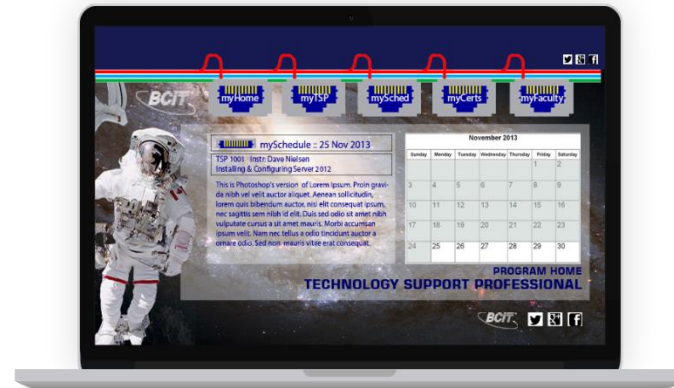 BCIT
myHome
myTSP
mySched
myCerts
myFaculty
mySchedule :: 25 Nov 2013
TSP 1001 Instr: Dave Nielsen
Installing & Configuring Server 2012
This is Photoshop's version of Lorem Ipsum. Proin gravi-
da nibh vel velit auctor aliquet. Aenean sollicitudin,
lorem quis bibendum auctor, nisi elit consequat ipsum,
nec sagittis sem nibh id elit. Duis sed odio sit amet nibh
vulputate cursus a sit amet mauris. Morbi accumsan
ipsum velit. Nam nec tellus a odio tincidunt auctor a
ornare odio. Sed non mauris vitae erat consequat.
November 2013
Sunday Monday Tuesday Wednesday Thursday Friday Saturday
1 2
3 4 5 6 7 8 9
10 11 12 13 14 15 16
17 18 19 20 21 22 23
24 25 26 27 28 29 30
PROGRAM HOME
TECHNOLOGY SUPPORT PROFESSIONAL
BCIT